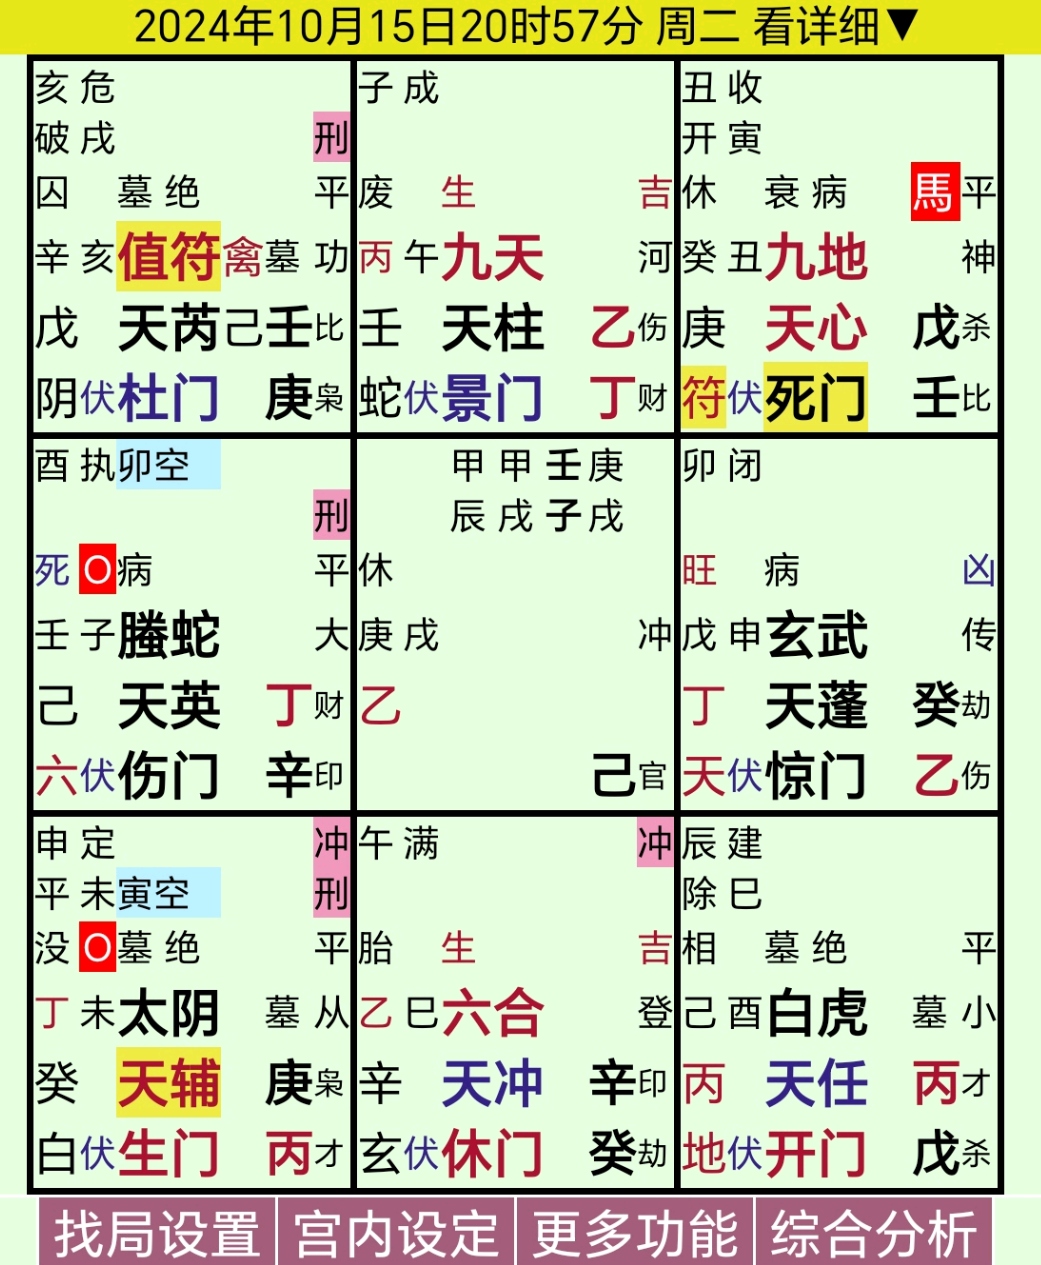 2024年10月15日20时57分 周二 看详细▼
亥 危
破 戌 刑
囚 墓 绝 平
辛 亥 值符 禽 墓 功
戊 天芮 己 壬 比
阴 伏 杜门 庚 枭
子 成
废 生 吉
丙 午 九天 河
壬 天柱 乙 伤
蛇 伏 景门 丁 财
丑 收
开 寅
休 衰 病 馬 平
癸 丑 九地 神
庚 天心 戊 杀
符 伏 死门 壬 比
酉 执 卯空
刑
死 O 病 平
壬 子 螣蛇 大
己 天英 丁 财
六 伏 伤门 辛 印
甲 甲 壬 庚
辰 戌 子 戌
休
庚 戌 冲
乙
己 官
卯 闭
旺 病 凶
戊 申 玄武 传
丁 天蓬 癸 劫
天 伏 惊门 乙 伤
申 定 冲
平 未 寅空 刑
没 O 墓 绝 平
丁 未 太阴 墓 从
癸 天辅 庚 枭
白 伏 生门 丙 才
午 满 冲
胎 生 吉
乙 巳 六合 登
辛 天冲 辛 印
玄 伏 休门 癸 劫
辰 建
除 巳
相 墓 绝 平
己 酉 白虎 墓 小
丙 天任 丙 才
地 伏 开门 戊 杀
找局设置 宫内设定 更多功能 综合分析